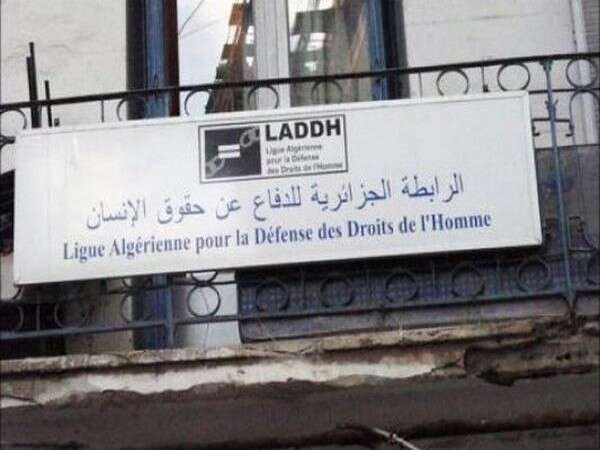 LADDH
Ligue Algérienne
pour la Défense
des Droits de l'Homme
الرابطة الجزائرية للدفاع عن حقوق الإنسان
Ligue Algérienne pour la Défense des Droits de l'Homme